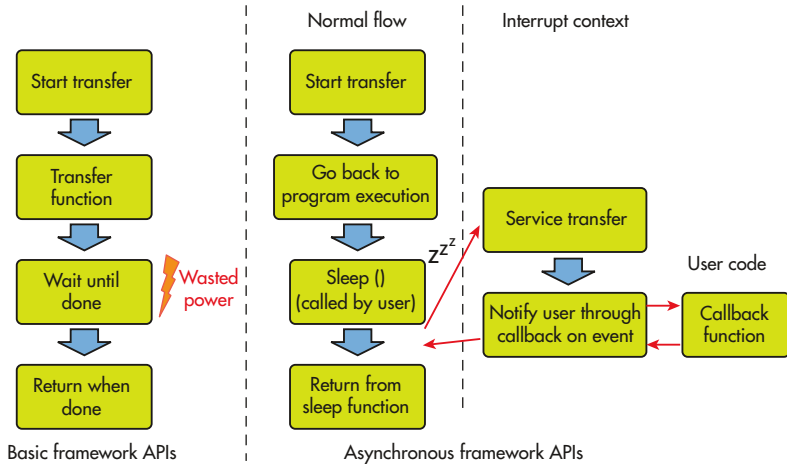 Normal flow
Interrupt context
Start transfer
Transfer
function
Wait until
done
Wasted
power
Return when
done
Basic framework APIs
Start transfer
Go back to
program execution
Sleep ()
(called by user)
zzz
Return from
sleep function
Service transfer
Notify user through
callback on event
User code
Callback
function
Asynchronous framework APIs